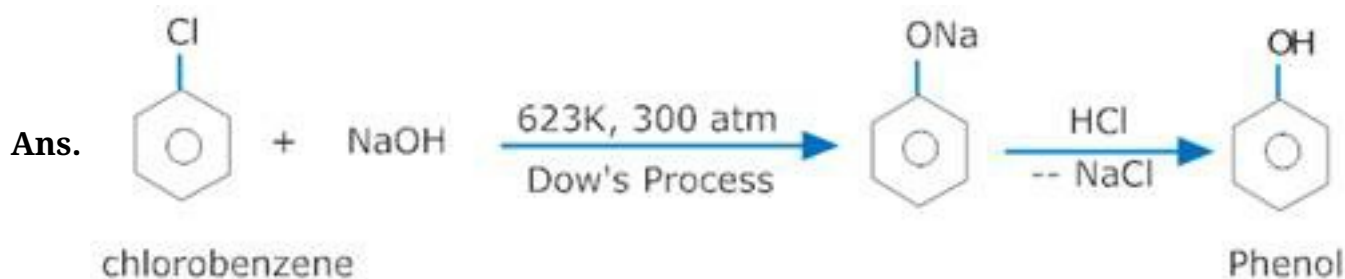 Cl
ONa
OH
Ans.
+
NaOH
623K, 300 atm
Dow's Process
HCl
-- NaCl
chlorobenzene
Phenol